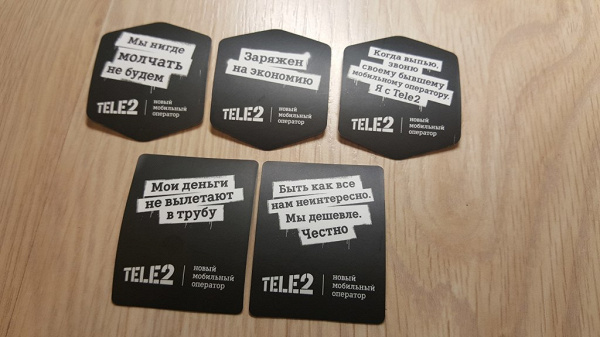 Мы нигде
молчать
не будем
TELE2
новый
мобильный
оператор
Заряжен
на экономию
TELE2
новый
мобильный
оператор
Когда выпью,
звоню
своему бывшему
мобильному оператору.
Я с Tele2
TELE2
новый
мобильный
оператор
Мои деньги
не вылетают
в трубу
TELE2
новый
мобильный
оператор
Быть как все
нам неинтересно.
Мы дешевле.
Честно
TELE2
новый
мобильный
оператор